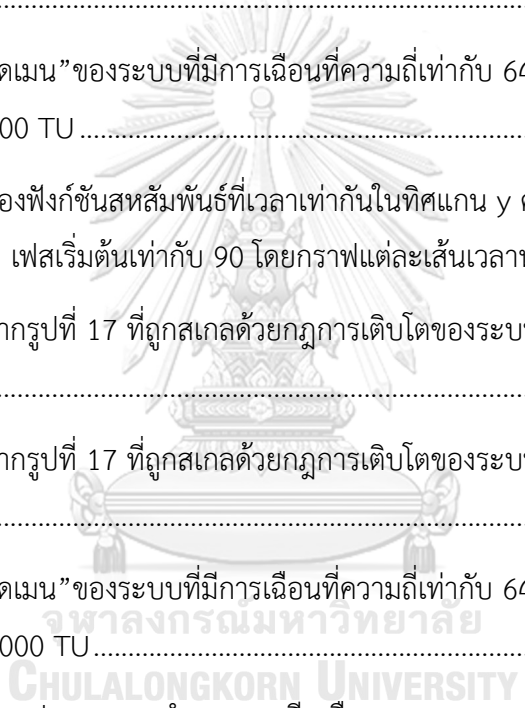 ........................................................
ดเมน”ของระบบที่มีการเฉือนที่ความถี่เท่ากับ 64
00 TU ........................................................
องฟังก์ชันสหสัมพันธ์ที่เวลาเท่ากันในทิศแกน y
เฟสเริ่มต้นเท่ากับ 90 โดยกราฟแต่ละเส้นเวลา
ากรูปที่ 17 ที่ถูกสเกลด้วยกฎการเติบโตของระบบ
........................................................
ากรูปที่ 17 ที่ถูกสเกลด้วยกฎการเติบโตของระบบ
........................................................
ดเมน”ของระบบที่มีการเฉือนที่ความถี่เท่ากับ 64
จุฬาลงกรณ์มหาวิทยาลัย
000 TU ........................................................
CHULALONGKORN UNIVERSITY